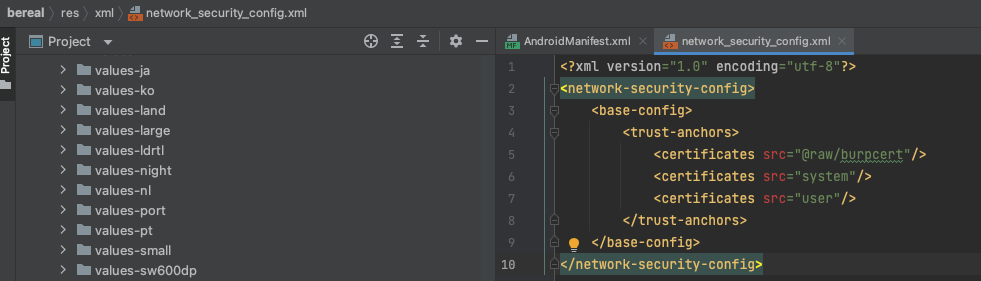 bereal > res > xml > network_security_config.xml
Project
Project
AndroidManifest.xml
network_security_config.xml
values-ja
values-ko
values-land
values-large
values-ldrtl
values-night
values-nl
values-port
values-pt
values-small
values-sw600dp
1 <?xml version="1.0" encoding="utf-8"?>
2 <network-security-config>
3 <base-config>
4 <trust-anchors>
5 <certificates src="@raw/burpcert"/>
6 <certificates src="system"/>
7 <certificates src="user"/>
8 </trust-anchors>
9 </base-config>
10 </network-security-config>